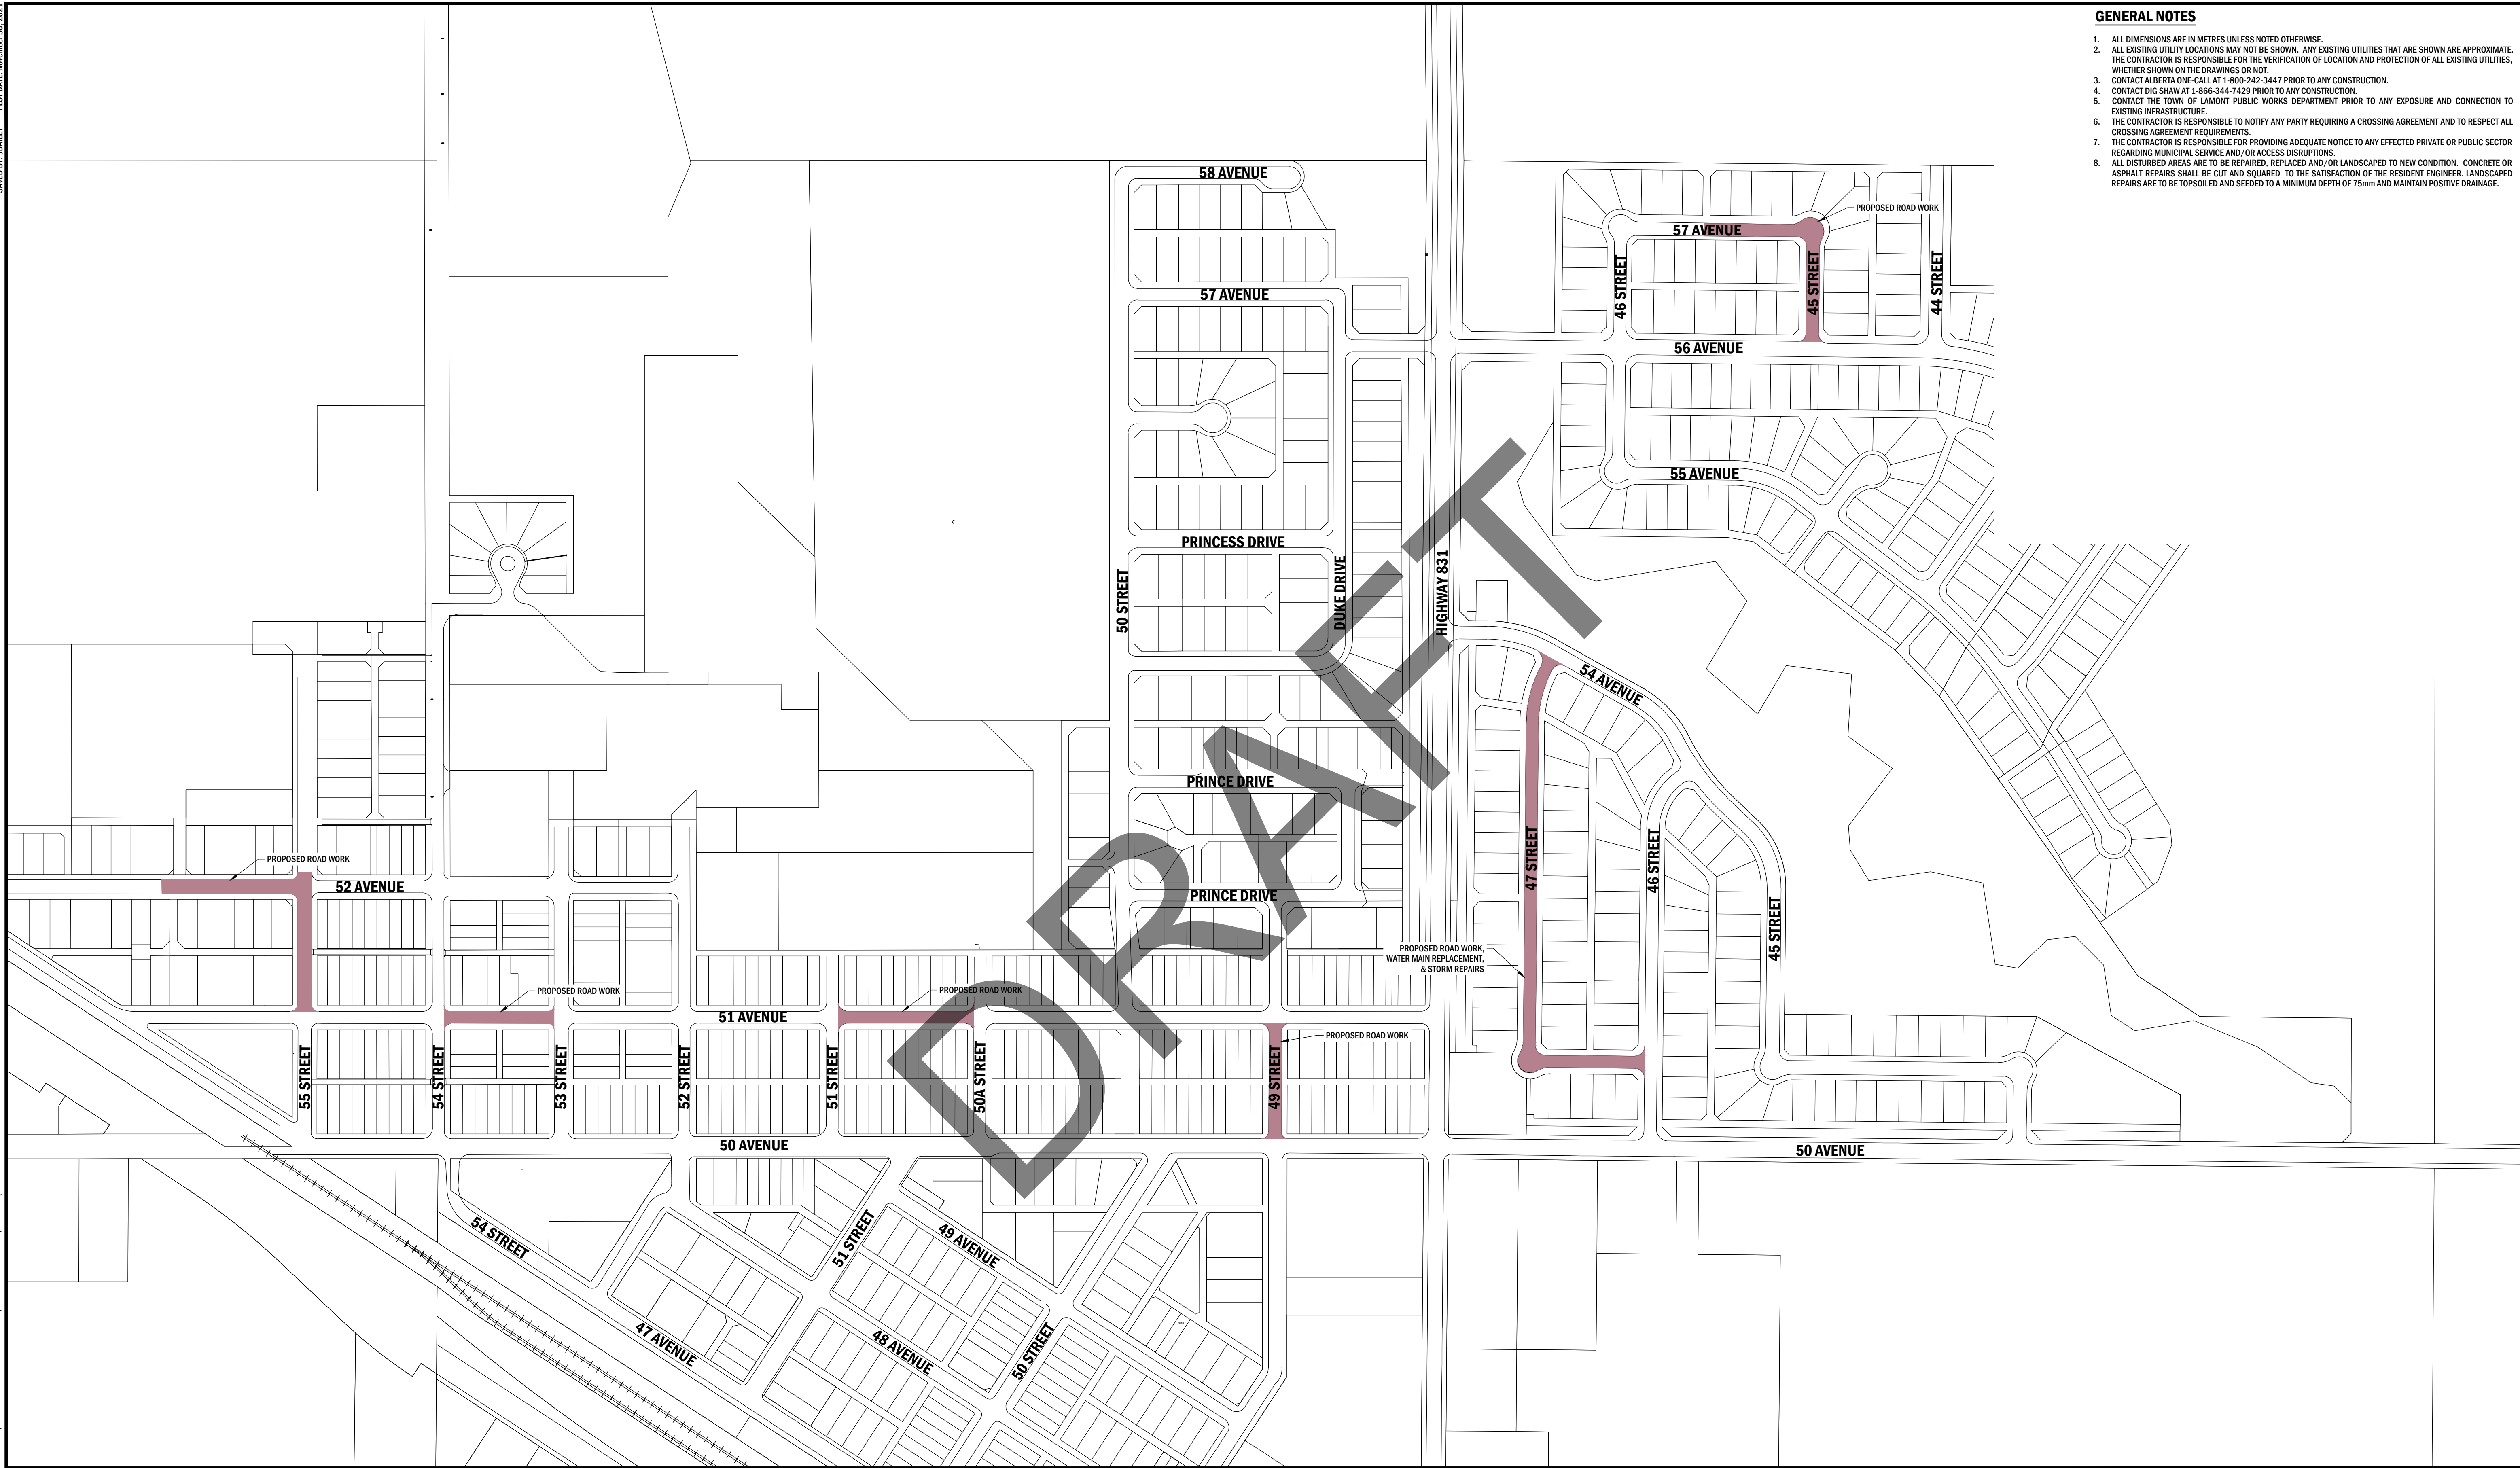 GENERAL NOTES
1. ALL DIMENSIONS ARE IN METRES UNLESS NOTED OTHERWISE.
2. ALL EXISTING UTILITY LOCATIONS MAY NOT BE SHOWN. ANY EXISTING UTILITIES THAT ARE SHOWN ARE APPROXIMATE.
THE CONTRACTOR IS RESPONSIBLE FOR THE VERIFICATION OF LOCATION AND PROTECTION OF ALL EXISTING UTILITIES,
WHETHER SHOWN ON THE DRAWINGS OR NOT.
3. CONTACT ALBERTA ONE-CALL AT 1-800-242-3447 PRIOR TO ANY CONSTRUCTION.
4. CONTACT DIG SHAW AT 1-866-344-7429 PRIOR TO ANY CONSTRUCTION.
5. CONTACT THE TOWN OF LAMONT PUBLIC WORKS DEPARTMENT PRIOR TO ANY EXPOSURE AND CONNECTION TO
EXISTING INFRASTRUCTURE.
6. THE CONTRACTOR IS RESPONSIBLE TO NOTIFY ANY PARTY REQUIRING A CROSSING AGREEMENT AND TO RESPECT ALL
CROSSING AGREEMENT REQUIREMENTS.
7. THE CONTRACTOR IS RESPONSIBLE FOR PROVIDING ADEQUATE NOTICE TO ANY EFFECTED PRIVATE OR PUBLIC SECTOR
REGARDING MUNICIPAL SERVICE AND/OR ACCESS DISRUPTIONS.
8. ALL DISTURBED AREAS ARE TO BE REPAIRED, REPLACED AND/OR LANDSCAPED TO NEW CONDITION. CONCRETE OR
ASPHALT REPAIRS SHALL BE CUT AND SQUARED TO THE SATISFACTION OF THE RESIDENT ENGINEER. LANDSCAPED
REPAIRS ARE TO BE TOPSOILED AND SEEDED TO A MINIMUM DEPTH OF 75mm AND MAINTAIN POSITIVE DRAINAGE.
58 AVENUE
PROPOSED ROAD WORK
57 AVENUE
46 STREET
45 STREET
44 STREET
57 AVENUE
56 AVENUE
55 AVENUE
PRINCESS DRIVE
50 STREET
DUKE DRIVE
HIGHWAY 831
54 AVENUE
PRINCE DRIVE
47 STREET
46 STREET
45 STREET
PROPOSED ROAD WORK
52 AVENUE
PRINCE DRIVE
PROPOSED ROAD WORK,
WATER MAIN REPLACEMENT,
& STORM REPAIRS
PROPOSED ROAD WORK
PROPOSED ROAD WORK
51 AVENUE
PROPOSED ROAD WORK
55 STREET
54 STREET
53 STREET
52 STREET
51 STREET
50A STREET
49 STREET
50 AVENUE
50 AVENUE
54 STREET
51 STREET
49 AVENUE
47 AVENUE
48 AVENUE
50 STREET
DRAFT